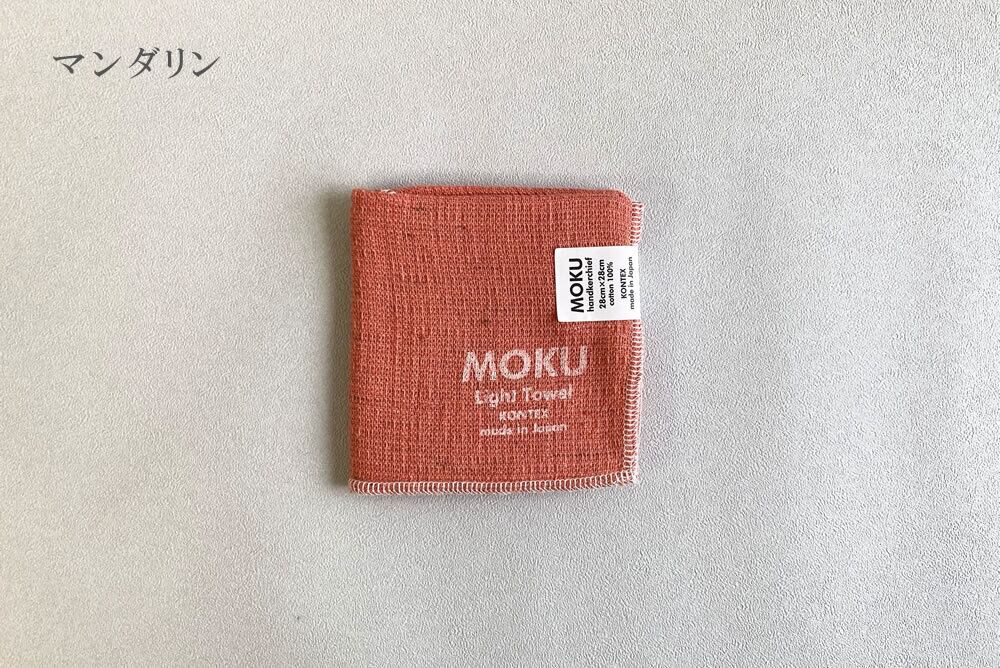 マンダリン
MOKU
handkerchief
28cm×28cm
cotton 100%
KONTEX
made in Japan
MOKU
Light Towel
KONTEX
made in Japan